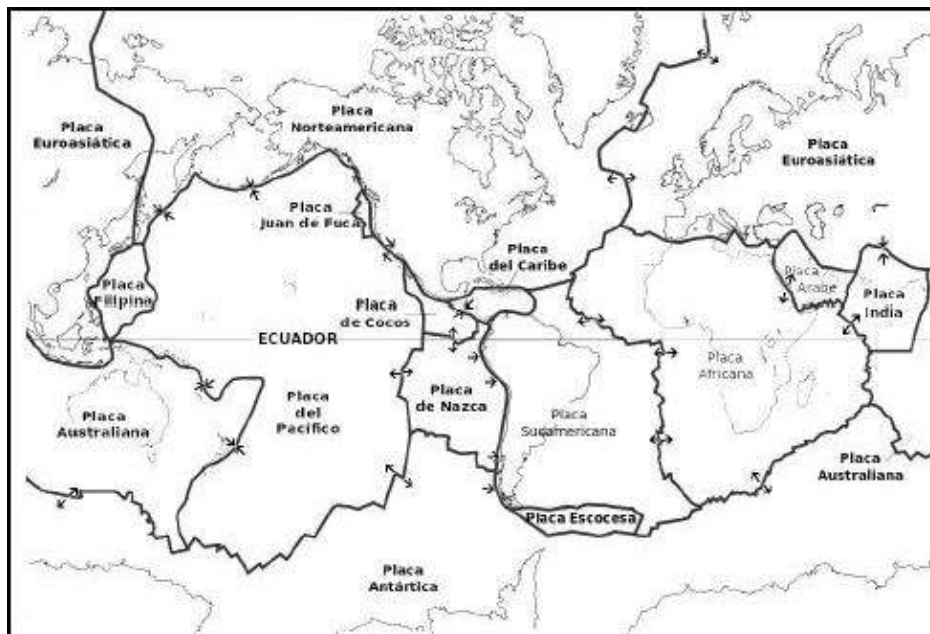 Placa
Norteamericana
Placa
Euroasiática
Placa
Euroasiática
Placa
Juan de Fuca
Placa
del Caribe
Placa
Filipina
Placa
Arabe
Placa
India
Placa
de Cocos
ECUADOR
Placa
Africana
Placa
de Nazca
Placa
del
Pacífico
Placa
Australiana
Placa
Sudamericana
Placa
Australiana
Placa Escocesa
Placa
Antártica